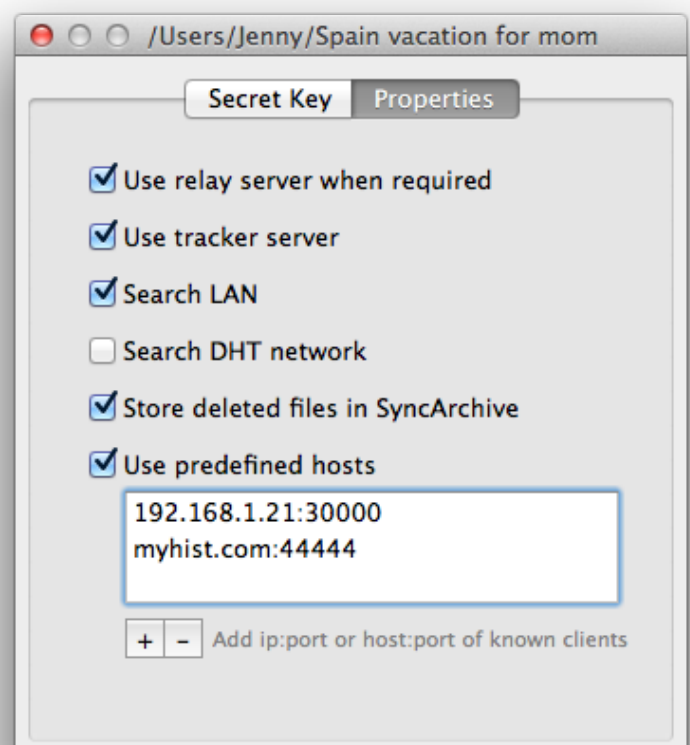 /Users/Jenny/Spain vacation for mom
Secret Key Properties
Use relay server when required
Use tracker server
Search LAN
Search DHT network
Store deleted files in SyncArchive
Use predefined hosts
192.168.1.21:30000
myhist.com:44444
+ - Add ip:port or host:port of known clients